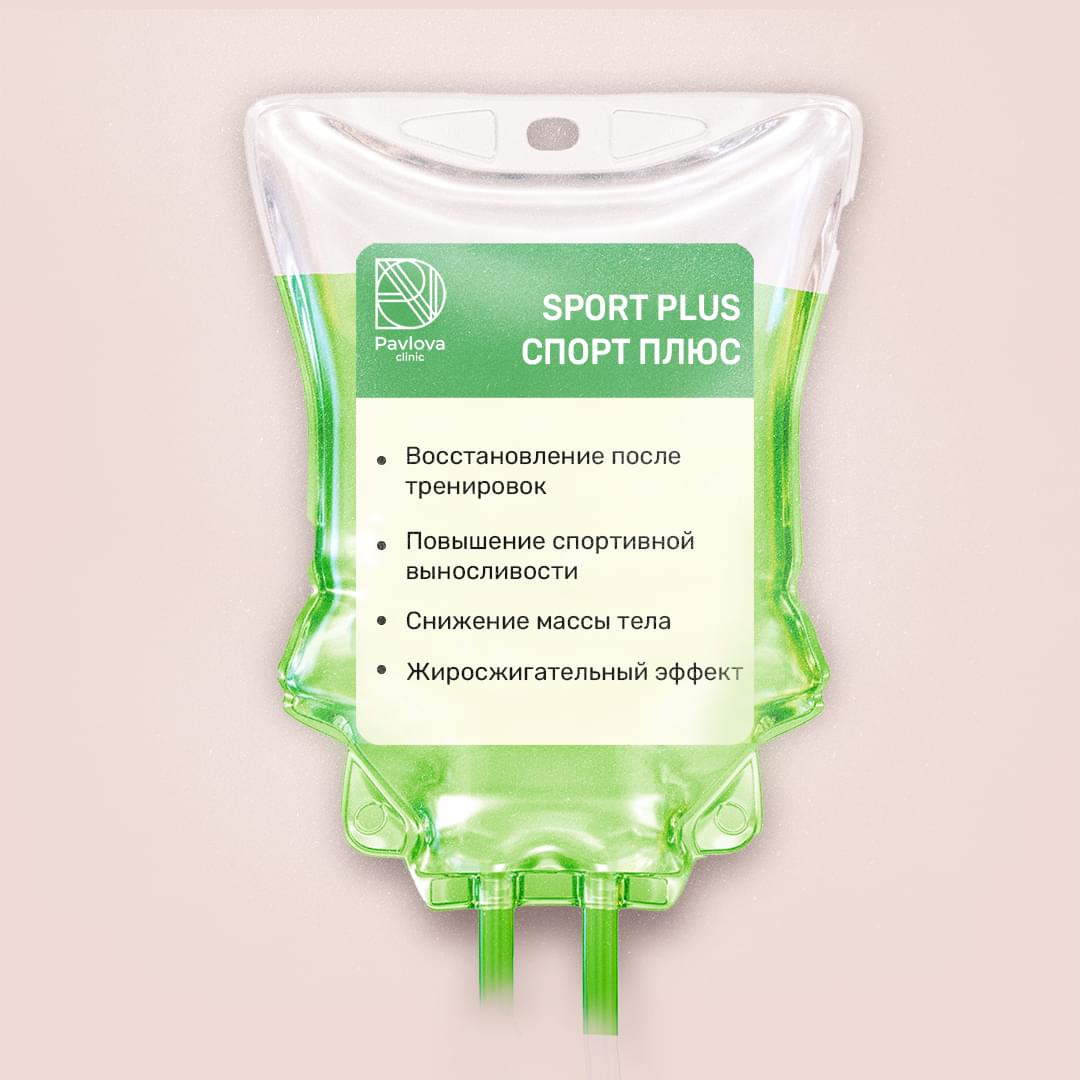 Pavlova
clinic
SPORT PLUS
СПОРТ ПЛЮС
Восстановление после
тренировок
Повышение спортивной
выносливости
Снижение массы тела
Жиросжигательный эффект